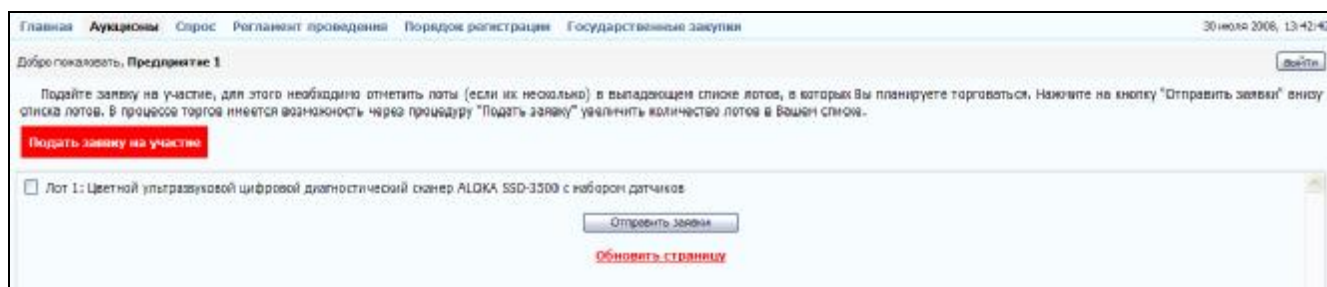 Главная Аукционы Спрос Регламент проведения Порядок регистрации Государственные закупки 30 июля 2008, 13:42:40
Добро пожаловать, Предприятие 1 Войти
Подайте заявку на участие, для этого необходимо отметить лоты (если их несколько) в выпадающем списке лотов, в которых Вы планируете торговаться. Нажмите на кнопку "Отправить заявки" внизу
списка лотов. В процессе торгов имеется возможность через процедуру "Подать заявку" увеличить количество лотов в Вашем списке.
Подать заявку на участие
Лот 1: Цветной ультразвуковой цифровой диагностический сканер ALOKA SSD-3500 с набором датчиков
Отправить заявки
Обновить страницу